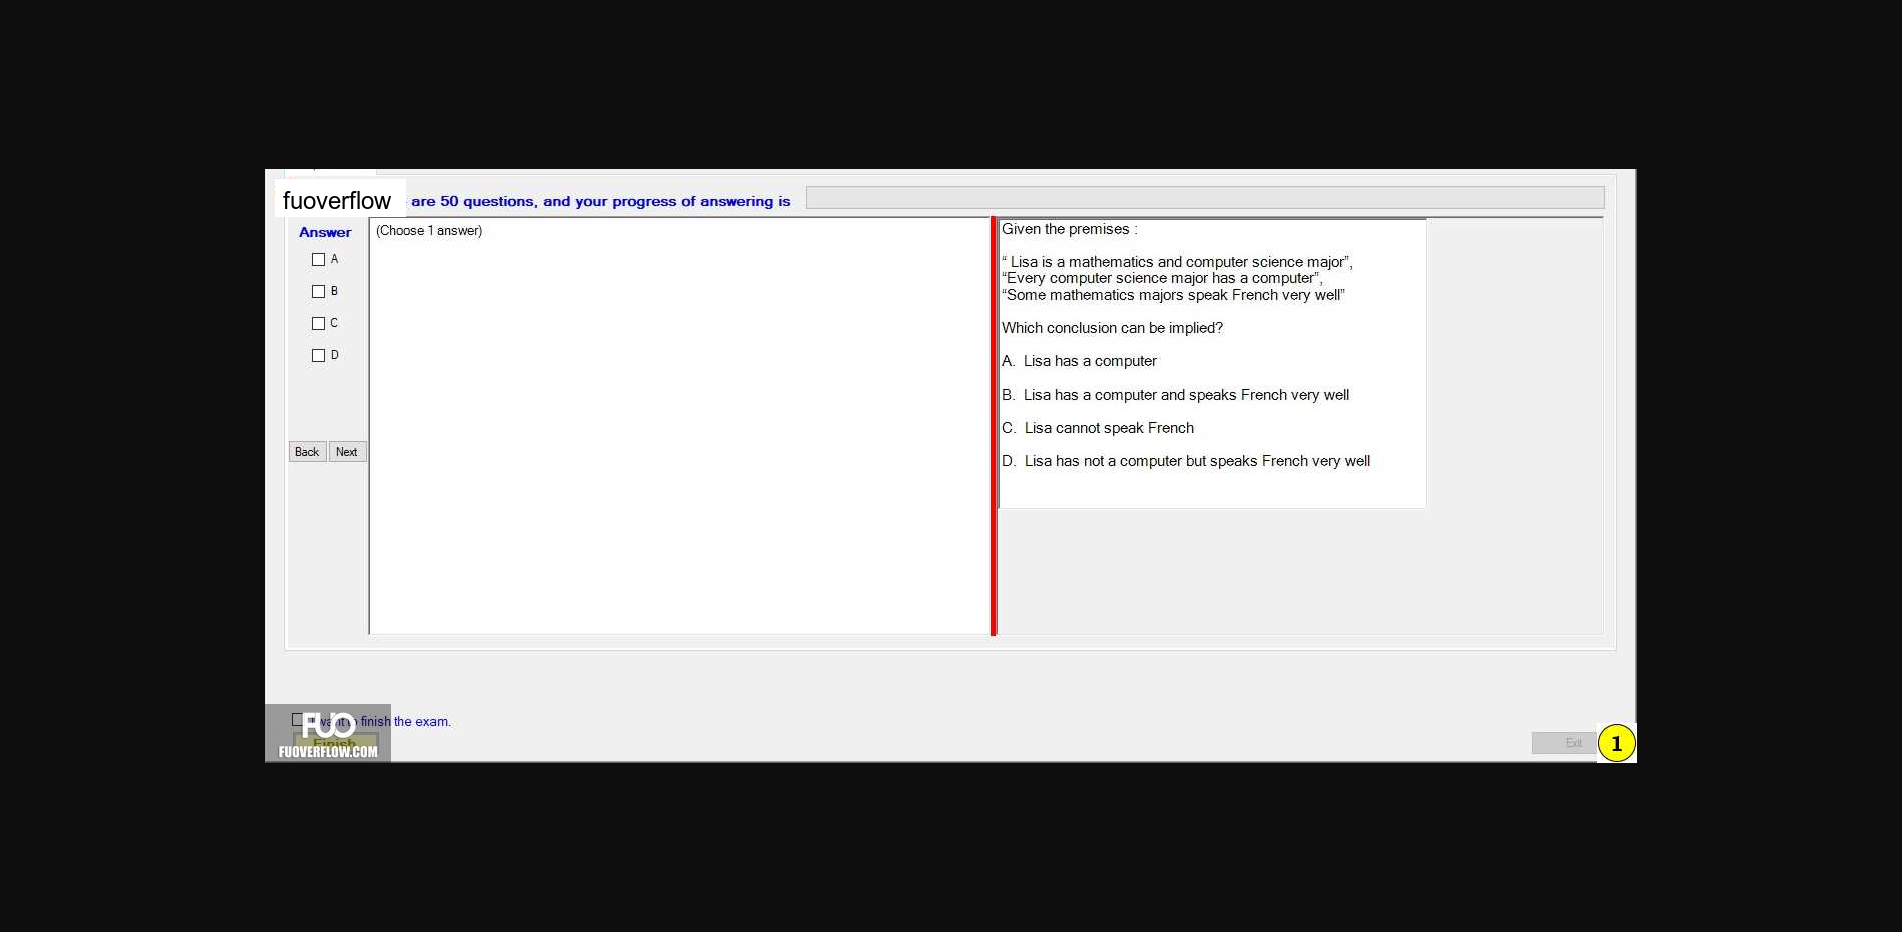 fuoverflow are 50 questions, and your progress of answering is
Answer
A
B
C
D
Back Next
(Choose 1 answer)
Given the premises :
“ Lisa is a mathematics and computer science major”,
“Every computer science major has a computer”,
“Some mathematics majors speak French very well”
Which conclusion can be implied?
A. Lisa has a computer
B. Lisa has a computer and speaks French very well
C. Lisa cannot speak French
D. Lisa has not a computer but speaks French very well
I want to finish the exam.
FUO
Finish
FUOVERFLOW.COM
Exit
1